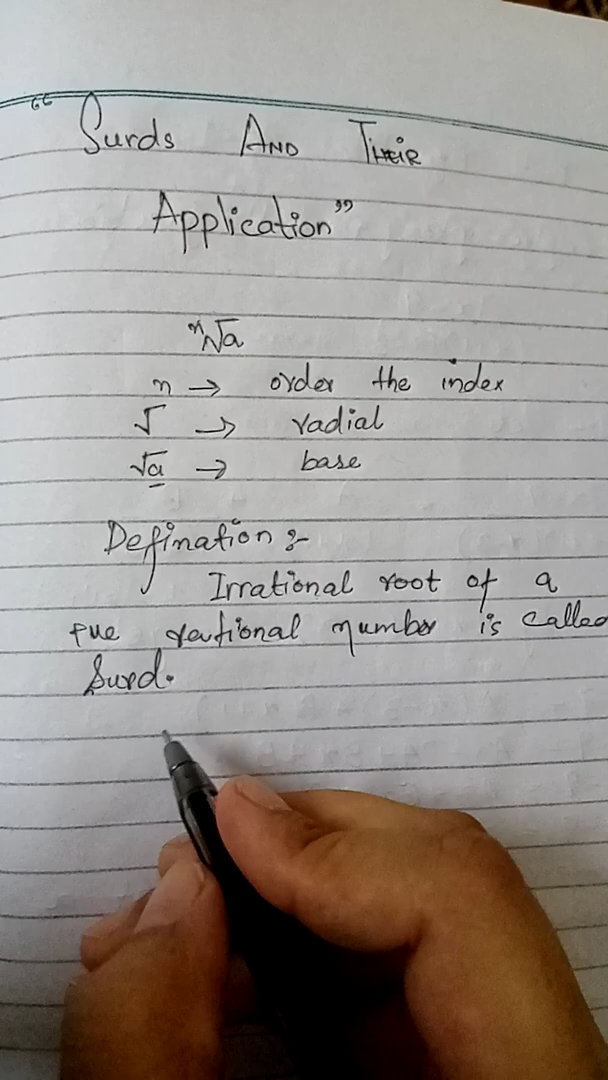 “Surds AND THEIR
Application”
ⁿ√a
n → order the index
√ → radial
√a → base
Defination :-
Irrational root of a
+ve rational number is called
Surd.